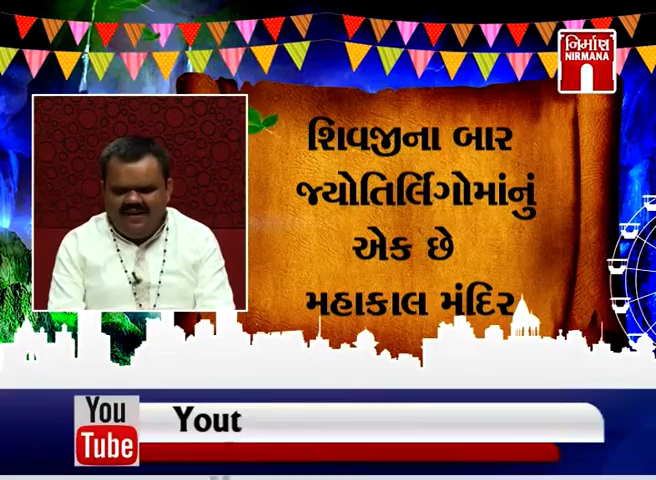 નિર્માણ
NIRMANA
શિવજીના બાર
જ્યોતિર્લિંગોમાંનું
એક છે
મહાકાલ મંદિર
You
Tube
Yout